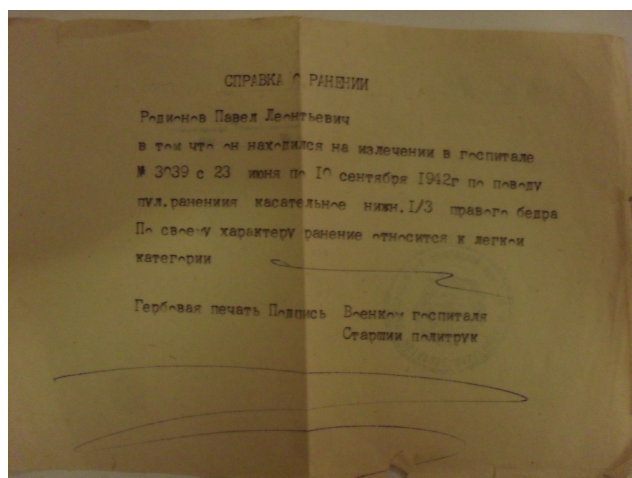 СПРАВКА О РАНЕНИИ
Родионов Павел Леонтьевич
в том что он находился на излечении в госпитале
№ 3039 с 23 июня по 10 сентября 1942г по поводу
пул.ранениия касательное нижн.I/3 правого бедра
По своему характеру ранение относится к легкой
категории
Гербовая печать Подпись Военком госпиталя
Старший политрук